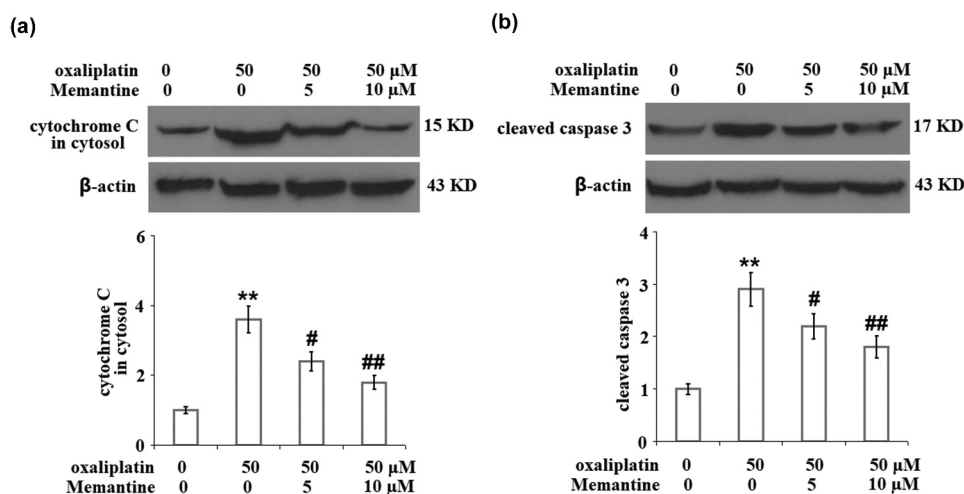 (a)
oxaliplatin 0 50 50 50 μM
Memantine 0 0 5 10 μM
cytochrome C in cytosol 15 KD
β-actin 43 KD
6
4
2
0
cytochrome C
in cytosol
**
#
##
oxaliplatin 0 50 50 50 μM
Memantine 0 0 5 10 μM
(b)
oxaliplatin 0 50 50 50 μM
Memantine 0 0 5 10 μM
cleaved caspase 3 17 KD
β-actin 43 KD
4
3
2
1
0
cleaved caspase 3
**
#
##
oxaliplatin 0 50 50 50 μM
Memantine 0 0 5 10 μM